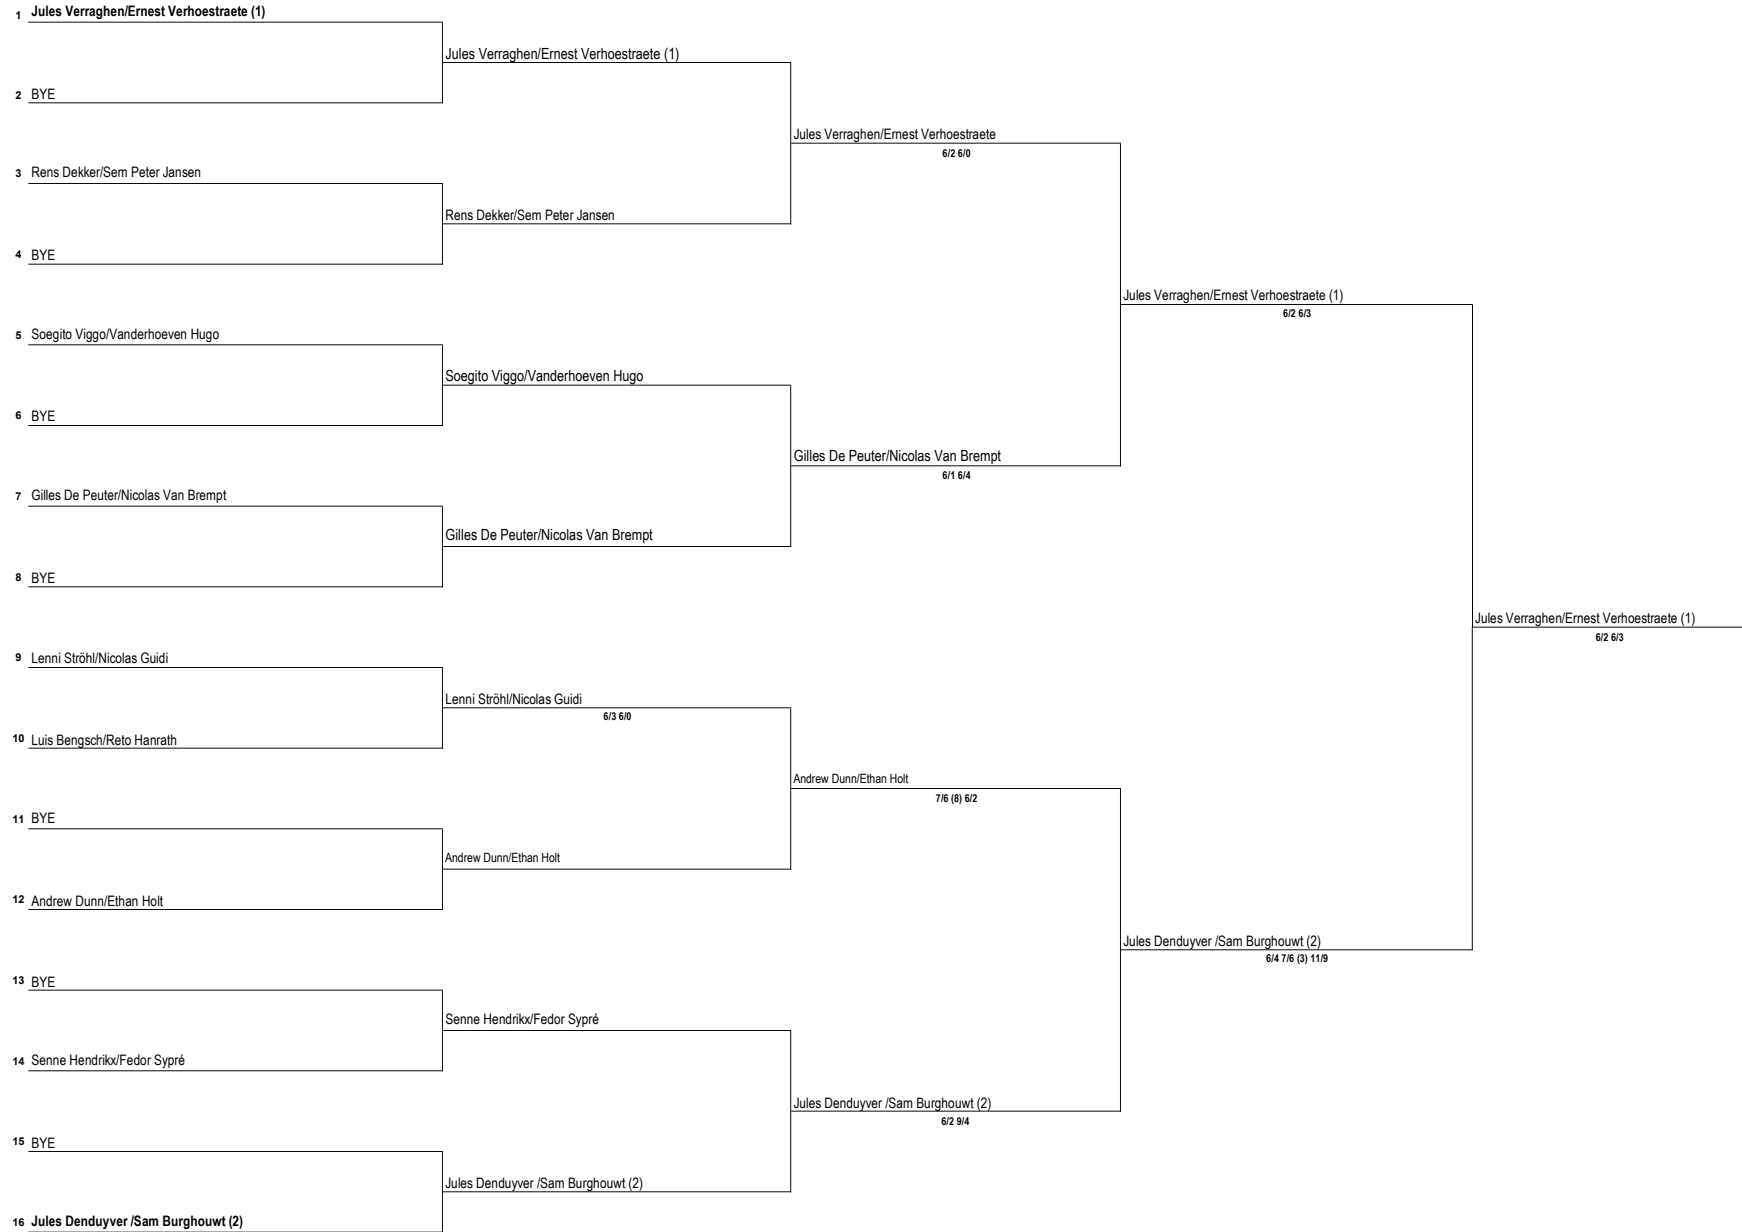 1 Jules Verraghen/Ernest Verhoestraete (1)
Jules Verraghen/Ernest Verhoestraete (1)
2 BYE
Jules Verraghen/Ernest Verhoestraete
6/2 6/0
3 Rens Dekker/Sem Peter Jansen
Rens Dekker/Sem Peter Jansen
4 BYE
Jules Verraghen/Ernest Verhoestraete (1)
6/2 6/3
5 Soegito Viggo/Vanderhoeven Hugo
Soegito Viggo/Vanderhoeven Hugo
6 BYE
Gilles De Peuter/Nicolas Van Brempt
6/1 6/4
7 Gilles De Peuter/Nicolas Van Brempt
Gilles De Peuter/Nicolas Van Brempt
8 BYE
Jules Verraghen/Ernest Verhoestraete (1)
6/2 6/3
9 Lenni Ströhl/Nicolas Guidi
Lenni Ströhl/Nicolas Guidi
6/3 6/0
10 Luis Bengsch/Reto Hanrath
Andrew Dunn/Ethan Holt
7/6 (8) 6/2
11 BYE
Andrew Dunn/Ethan Holt
12 Andrew Dunn/Ethan Holt
Jules Denduyver /Sam Burghouwt (2)
6/4 7/6 (3) 11/9
13 BYE
Senne Hendrikx/Fedor Sypré
14 Senne Hendrikx/Fedor Sypré
Jules Denduyver /Sam Burghouwt (2)
6/2 9/4
15 BYE
Jules Denduyver /Sam Burghouwt (2)
16 Jules Denduyver /Sam Burghouwt (2)